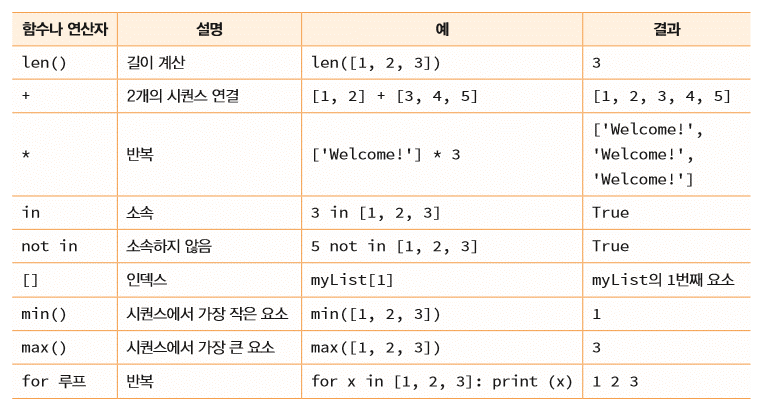 함수나 연산자 설명 예 결과
len() 길이 계산 len([1, 2, 3]) 3
+ 2개의 시퀀스 연결 [1, 2] + [3, 4, 5] [1, 2, 3, 4, 5]
* 반복 ['Welcome!'] * 3 ['Welcome!',
'Welcome!',
'Welcome!']
in 소속 3 in [1, 2, 3] True
not in 소속하지 않음 5 not in [1, 2, 3] True
[] 인덱스 myList[1] myList의 1번째 요소
min() 시퀀스에서 가장 작은 요소 min([1, 2, 3]) 1
max() 시퀀스에서 가장 큰 요소 max([1, 2, 3]) 3
for 루프 반복 for x in [1, 2, 3]: print (x) 1 2 3